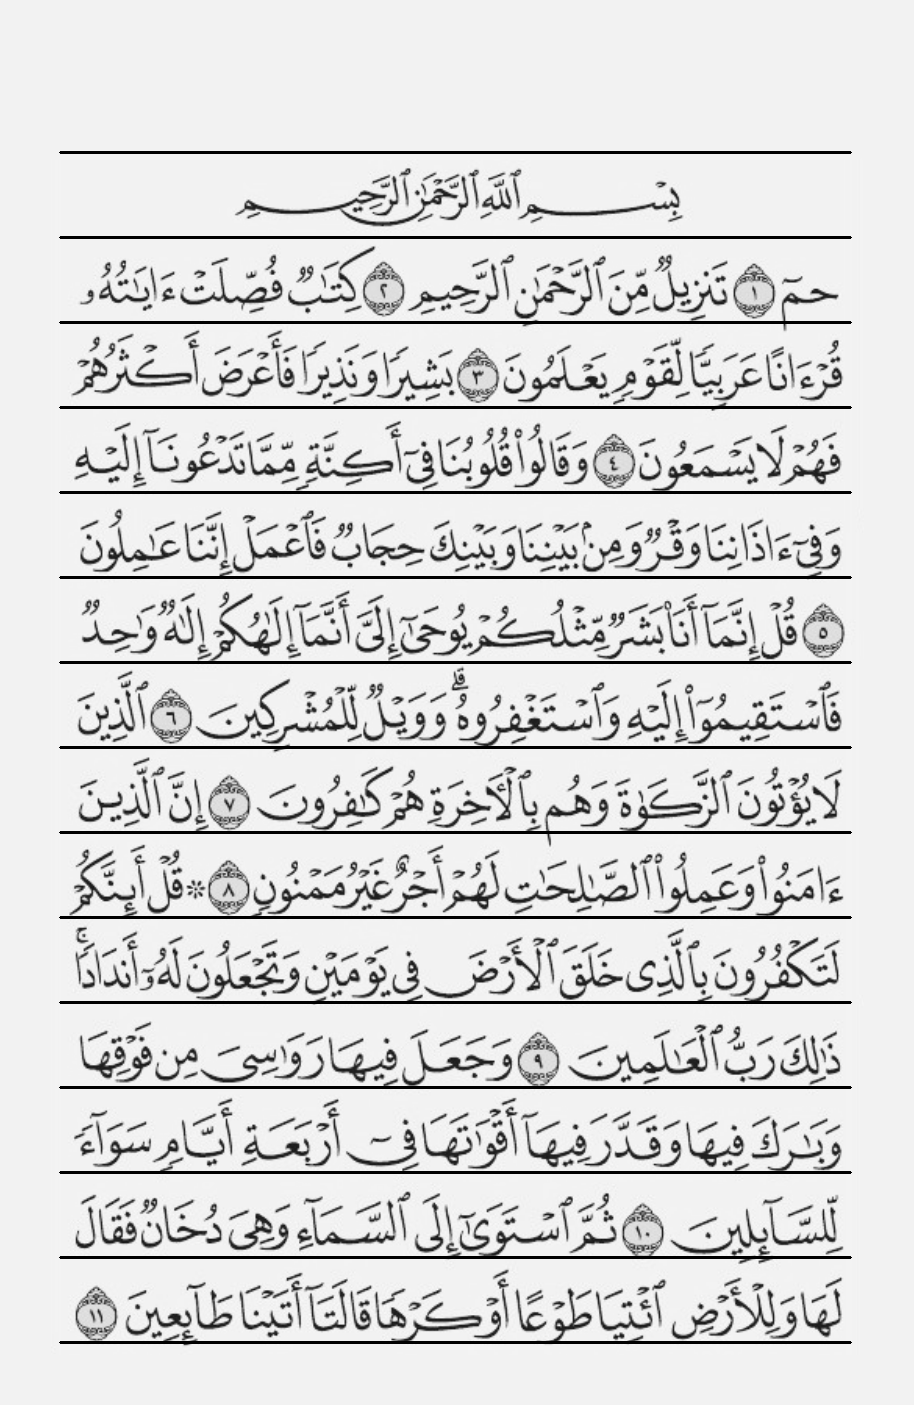 بِسْمِ ٱللَّهِ ٱلرَّحْمَٰنِ ٱلرَّحِيمِ
حمٓ ١ تَنزِيلٌ مِّنَ ٱلرَّحْمَٰنِ ٱلرَّحِيمِ ٢ كِتَٰبٌ فُصِّلَتْ ءَايَٰتُهُۥ
قُرْءَانًا عَرَبِيًّا لِّقَوْمٍ يَعْلَمُونَ ٣ بَشِيرًا وَنَذِيرًا فَأَعْرَضَ أَكْثَرُهُمْ
فَهُمْ لَا يَسْمَعُونَ ٤ وَقَالُوا۟ قُلُوبُنَا فِىٓ أَكِنَّةٍ مِّمَّا تَدْعُونَآ إِلَيْهِ
وَفِىٓ ءَاذَانِنَا وَقْرٌ وَمِنۢ بَيْنِنَا وَبَيْنِكَ حِجَابٌ فَٱعْمَلْ إِنَّنَا عَٰمِلُونَ
٥ قُلْ إِنَّمَآ أَنَا۠ بَشَرٌ مِّثْلُكُمْ يُوحَىٰٓ إِلَىَّ أَنَّمَآ إِلَٰهُكُمْ إِلَٰهٌ وَٰحِدٌ
فَٱسْتَقِيمُوٓا۟ إِلَيْهِ وَٱسْتَغْفِرُوهُ ۗ وَوَيْلٌ لِّلْمُشْرِكِينَ ٦ ٱلَّذِينَ
لَا يُؤْتُونَ ٱلزَّكَوٰةَ وَهُم بِٱلْأَخِرَةِ هُمْ كَٰفِرُونَ ٧ إِنَّ ٱلَّذِينَ
ءَامَنُوا۟ وَعَمِلُوا۟ ٱلصَّٰلِحَٰتِ لَهُمْ أَجْرٌ غَيْرُ مَمْنُونٍ ٨ ۞ قُلْ أَئِنَّكُمْ
لَتَكْفُرُونَ بِٱلَّذِى خَلَقَ ٱلْأَرْضَ فِى يَوْمَيْنِ وَتَجْعَلُونَ لَهُۥٓ أَندَادًا ۚ
ذَٰلِكَ رَبُّ ٱلْعَٰلَمِينَ ٩ وَجَعَلَ فِيهَا رَوَٰسِىَ مِن فَوْقِهَا
وَبَٰرَكَ فِيهَا وَقَدَّرَ فِيهَآ أَقْوَٰتَهَا فِىٓ أَرْبَعَةِ أَيَّامٍ سَوَآءً
لِّلسَّآئِلِينَ ١٠ ثُمَّ ٱسْتَوَىٰٓ إِلَى ٱلسَّمَآءِ وَهِىَ دُخَانٌ فَقَالَ
لَهَا وَلِلْأَرْضِ ٱئْتِيَا طَوْعًا أَوْ كَرْهًا قَالَتَآ أَتَيْنَا طَآئِعِينَ ١١